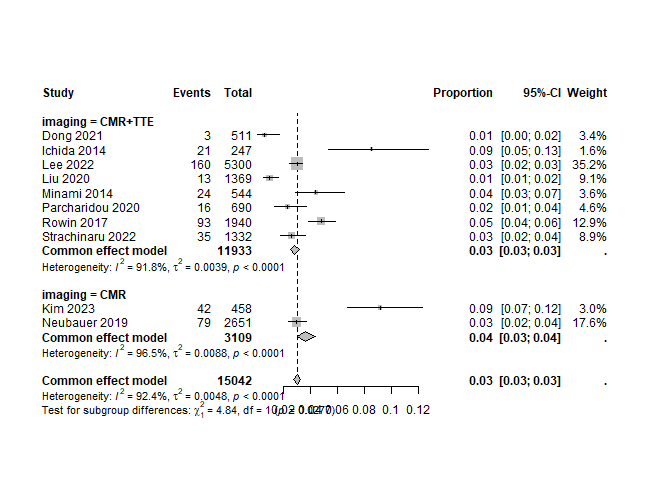 Study Events Total Proportion 95%-CI Weight
imaging = CMR+TTE
Dong 2021 3 511 0.01 [0.00; 0.02] 3.4%
Ichida 2014 21 247 0.09 [0.05; 0.13] 1.6%
Lee 2022 160 5300 0.03 [0.02; 0.03] 35.2%
Liu 2020 13 1369 0.01 [0.01; 0.02] 9.1%
Minami 2014 24 544 0.04 [0.03; 0.07] 3.6%
Parcharidou 2020 16 690 0.02 [0.01; 0.04] 4.6%
Rowin 2017 93 1940 0.05 [0.04; 0.06] 12.9%
Strachinaru 2022 35 1332 0.03 [0.02; 0.04] 8.9%
Common effect model 11933 0.03 [0.03; 0.03] .
Heterogeneity: I² = 91.8%, τ² = 0.0039, p < 0.0001
imaging = CMR
Kim 2023 42 458 0.09 [0.07; 0.12] 3.0%
Neubauer 2019 79 2651 0.03 [0.02; 0.04] 17.6%
Common effect model 3109 0.04 [0.03; 0.04] .
Heterogeneity: I² = 96.5%, τ² = 0.0088, p < 0.0001
Common effect model 15042 0.03 [0.03; 0.03] .
Heterogeneity: I² = 92.4%, τ² = 0.0048, p < 0.0001
Test for subgroup differences: χ₁² = 4.84, df = 1 (p = 0.0277)
0.02 0.04 0.06 0.08 0.1 0.12